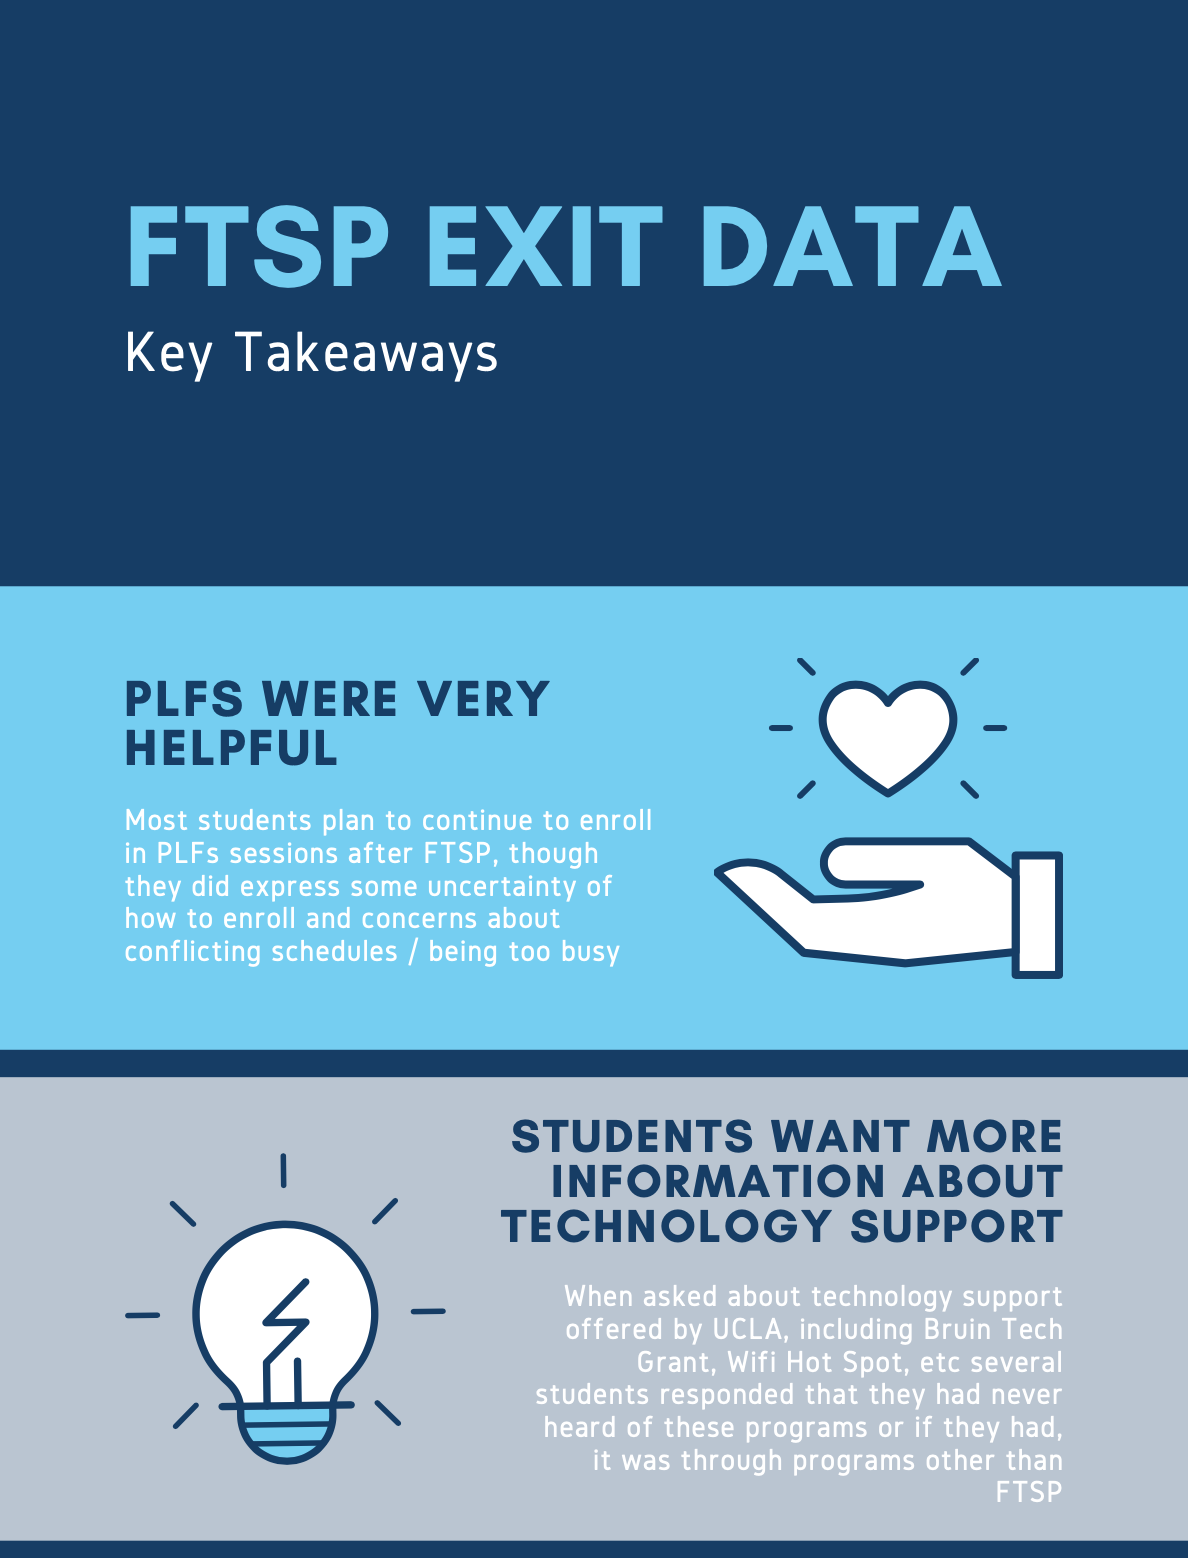 FTSP EXIT DATA
Key Takeaways
PLFS WERE VERY
HELPFUL
Most students plan to continue to enroll
in PLFs sessions after FTSP, though
they did express some uncertainty of
how to enroll and concerns about
conflicting schedules / being too busy
STUDENTS WANT MORE
INFORMATION ABOUT
TECHNOLOGY SUPPORT
When asked about technology support
offered by UCLA, including Bruin Tech
Grant, Wifi Hot Spot, etc several
students responded that they had never
heard of these programs or if they had,
it was through programs other than
FTSP